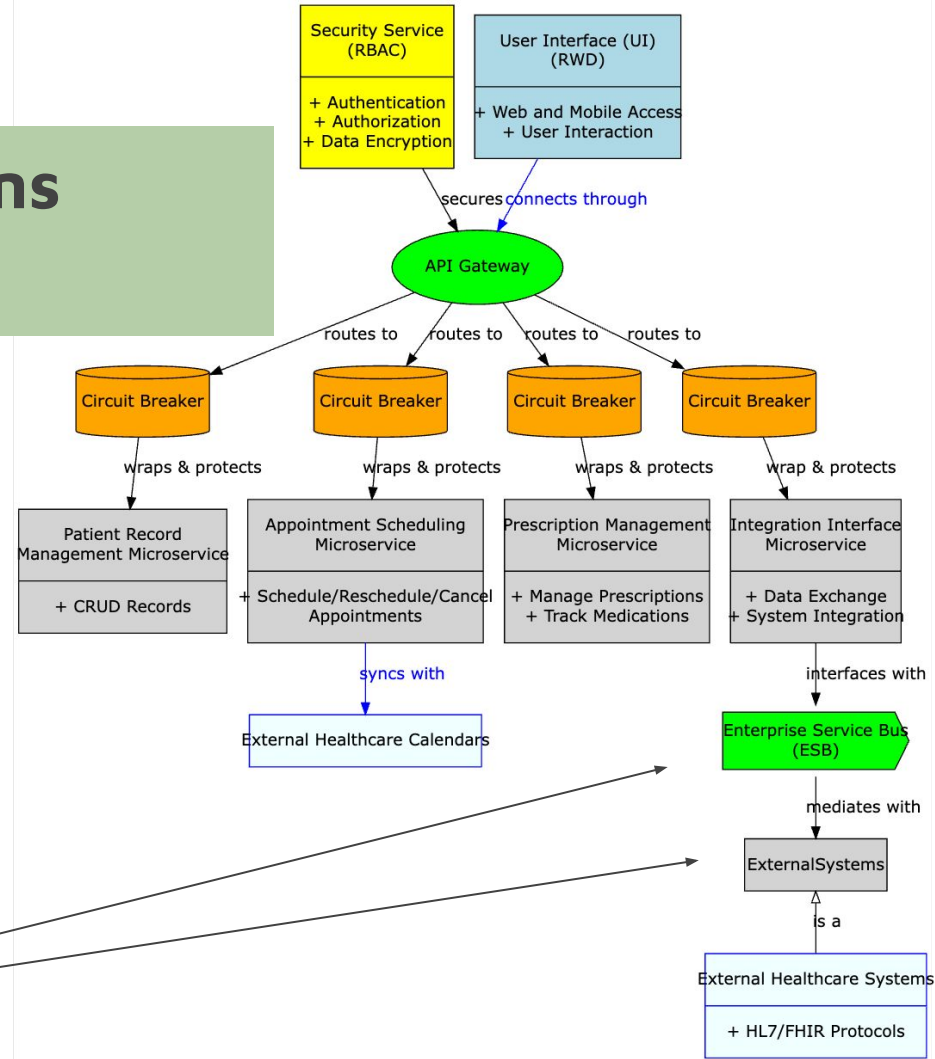 Security Service
(RBAC)
+ Authentication
+ Authorization
+ Data Encryption
User Interface (UI)
(RWD)
+ Web and Mobile Access
+ User Interaction
ns
secures
connects through
API Gateway
routes to
routes to
routes to
routes to
Circuit Breaker
Circuit Breaker
Circuit Breaker
Circuit Breaker
wraps & protects
wraps & protects
wraps & protects
wrap & protects
Patient Record
Management Microservice
+ CRUD Records
Appointment Scheduling
Microservice
+ Schedule/Reschedule/Cancel
Appointments
Prescription Management
Microservice
+ Manage Prescriptions
+ Track Medications
Integration Interface
Microservice
+ Data Exchange
+ System Integration
syncs with
interfaces with
External Healthcare Calendars
Enterprise Service Bus
(ESB)
mediates with
ExternalSystems
is a
External Healthcare Systems
+ HL7/FHIR Protocols